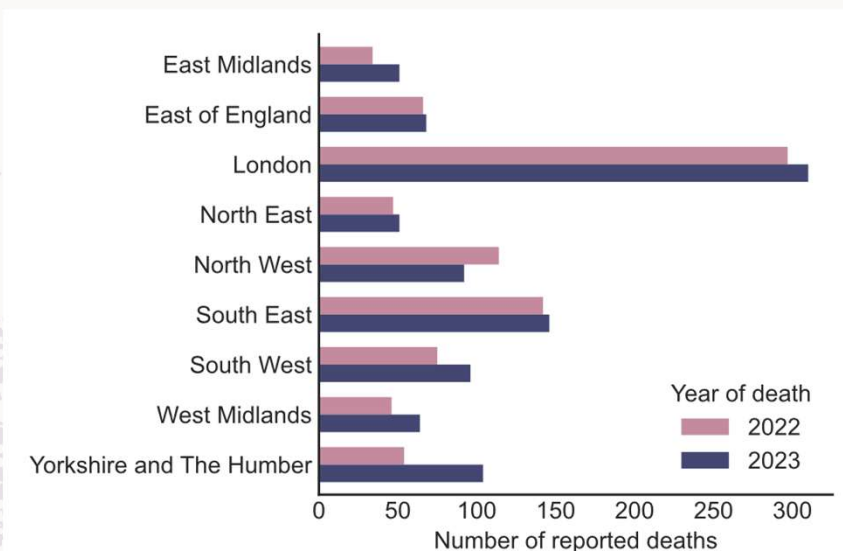 East Midlands
East of England
London
North East
North West
South East
South West
West Midlands
Yorkshire and The Humber
Year of death
2022
2023
0 50 100 150 200 250 300
Number of reported deaths